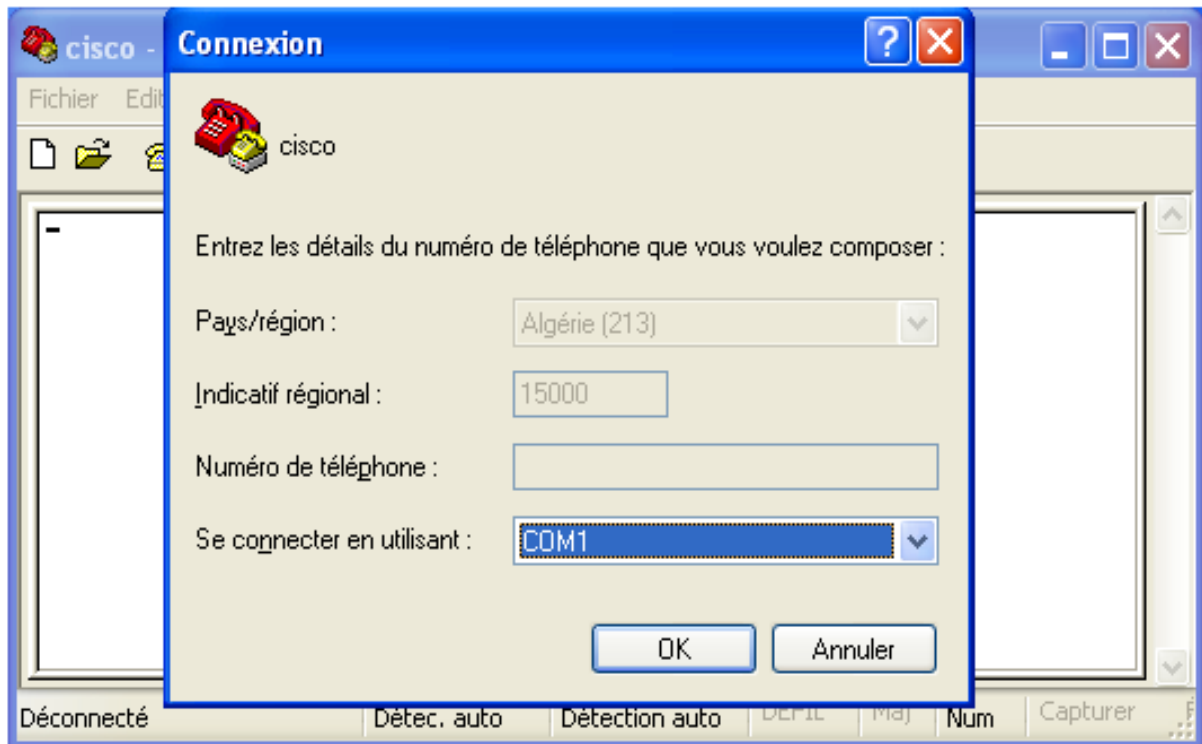 cisco -
Connexion
Fichier Edit
cisco
Entrez les détails du numéro de téléphone que vous voulez composer :
Pays/région :
Algérie (213)
Indicatif régional :
15000
Numéro de téléphone :
Se connecter en utilisant :
COM1
OK
Annuler
Déconnecté
Détec. auto
Détection auto
DEFIL
Maj
Num
Capturer